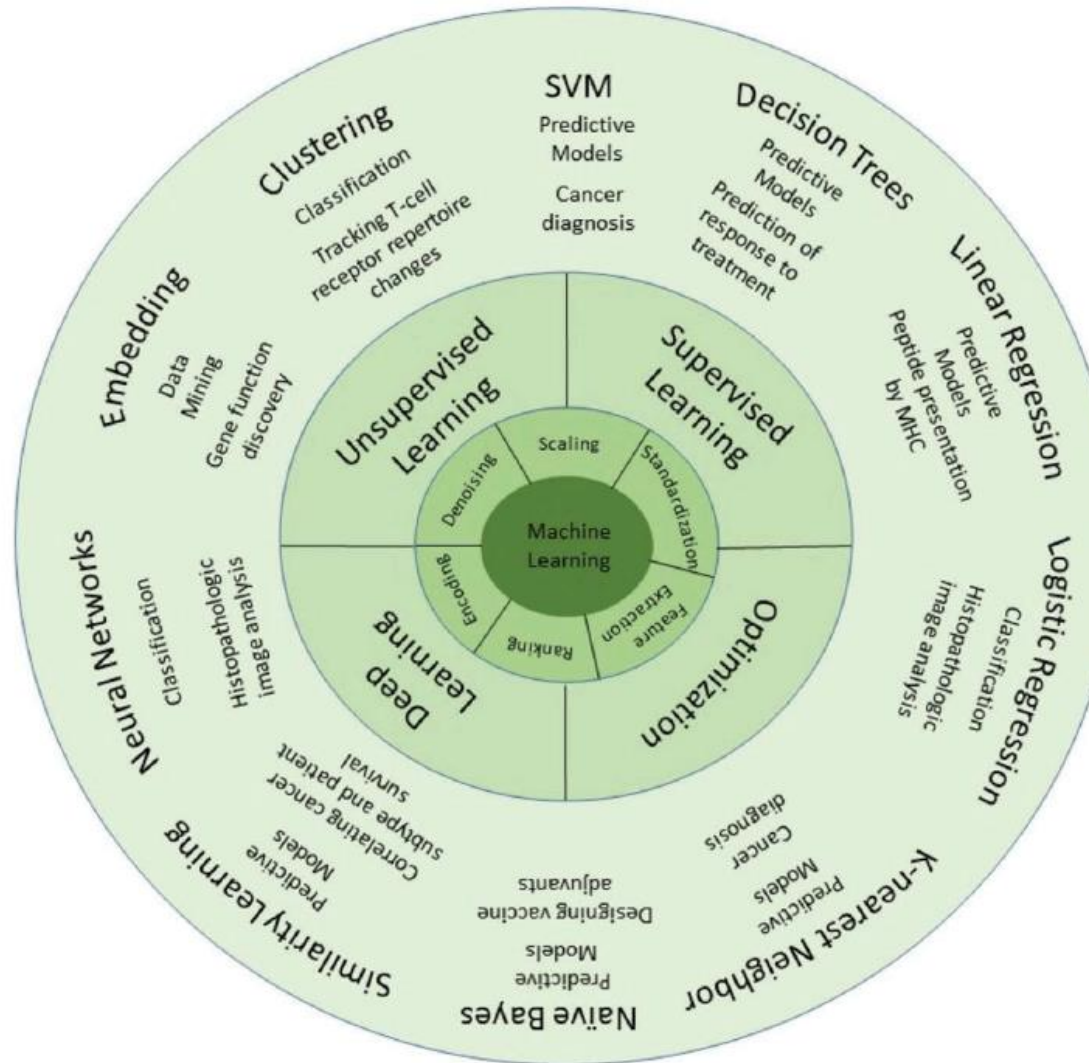 Machine
Learning
Scaling
Standardization
Feature
Extraction
Ranking
Encoding
Denoising
Unsupervised
Learning
Supervised
Learning
Optimization
Deep
Learning
SVM
Predictive
Models
Cancer
diagnosis
Decision Trees
Predictive
Models
Prediction of
response to
treatment
Linear Regression
Predictive
Models
Peptide presentation
by MHC
Logistic Regression
Classification
Histopathologic
image analysis
K-nearest Neighbor
Predictive
Models
Cancer
diagnosis
Naïve Bayes
Predictive
Models
Designing vaccine
adjuvants
Similarity Learning
Predictive
Models
Correlating cancer
subtype and patient
survival
Neural Networks
Classification
Histopathologic
image analysis
Embedding
Data
Mining
Gene function
discovery
Clustering
Classification
Tracking T-cell
receptor repertoire
changes